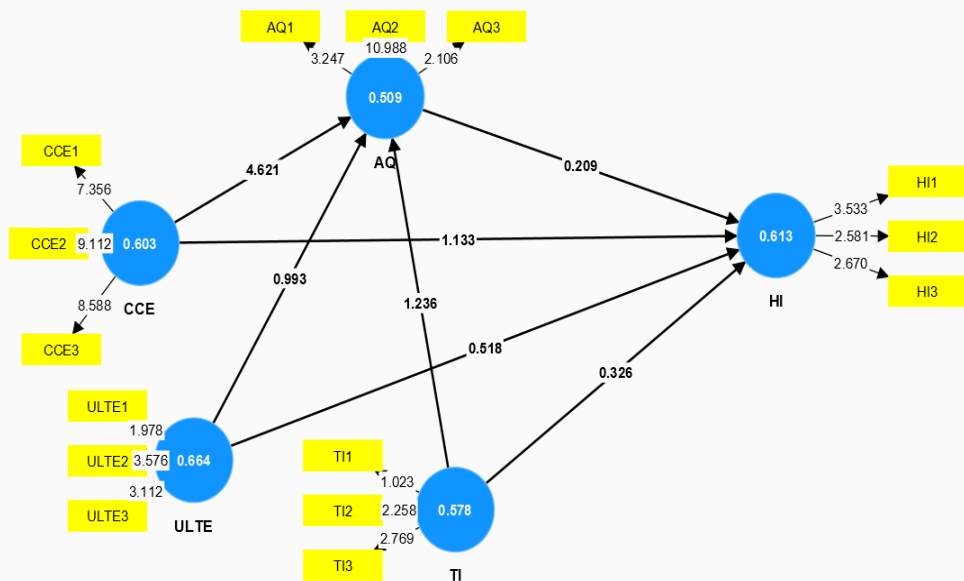 AQ1
AQ2
AQ3
3.247
10.988
2.106
0.509
AQ
CCE1
7.356
CCE2
9.112
0.603
8.588
CCE3
CCE
4.621
0.209
1.133
0.993
1.236
0.518
0.326
HI1
3.533
0.613
2.581
HI2
2.670
HI3
HI
ULTE1
1.978
ULTE2
3.576
0.664
3.112
ULTE3
ULTE
TI1
1.023
TI2
2.258
0.578
2.769
TI3
TI